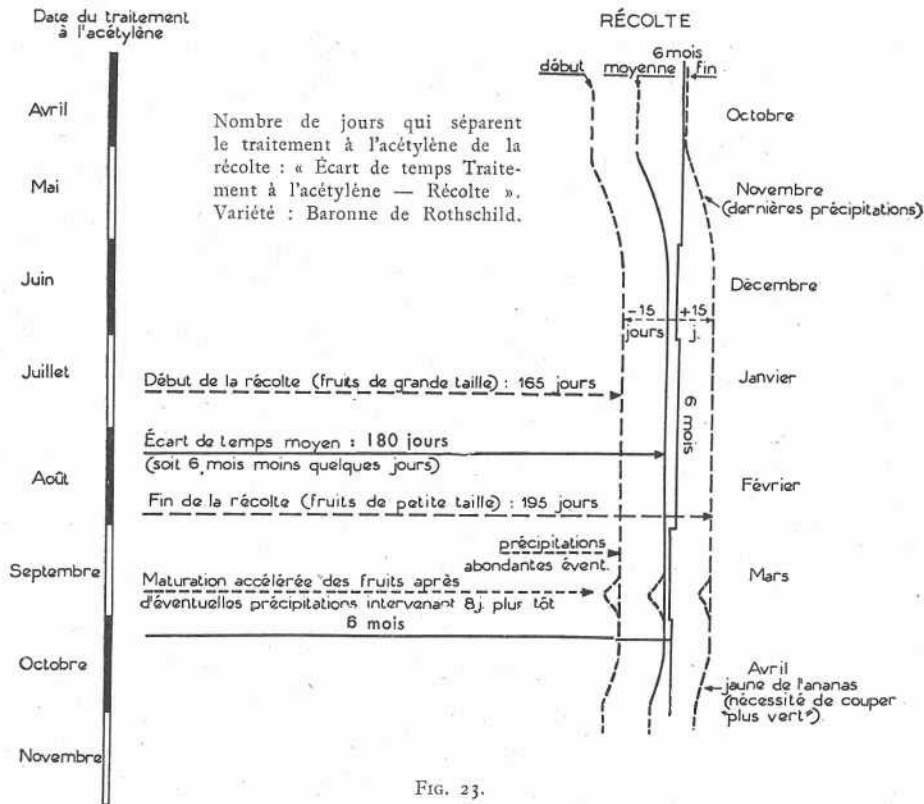 Date du traitement
à l'acétylène
RÉCOLTE
6 mois
début
moyenne
fin
Avril
Octobre
Nombre de jours qui séparent
le traitement à l'acétylène de la
récolte : « Écart de temps Traite-
ment à l'acétylène — Récolte ».
Variété : Baronne de Rothschild.
Mai
Novembre
(dernières précipitations)
Juin
Décembre
-15
jours
+15
j.
Juillet
Janvier
Début de la récolte (fruits de grande taille) : 165 jours
6 mois
Écart de temps moyen : 180 jours
(soit 6 mois moins quelques jours)
Août
Février
Fin de la récolte (fruits de petite taille) : 195 jours
précipitations
abondantes évent.
Septembre
Mars
Maturation accélérée des fruits après
d'éventuelles précipitations intervenant 8j. plus tôt
6 mois
Octobre
Avril
jaune de l'ananas
(nécessité de couper
"plus vert")
Novembre
FIG. 23.